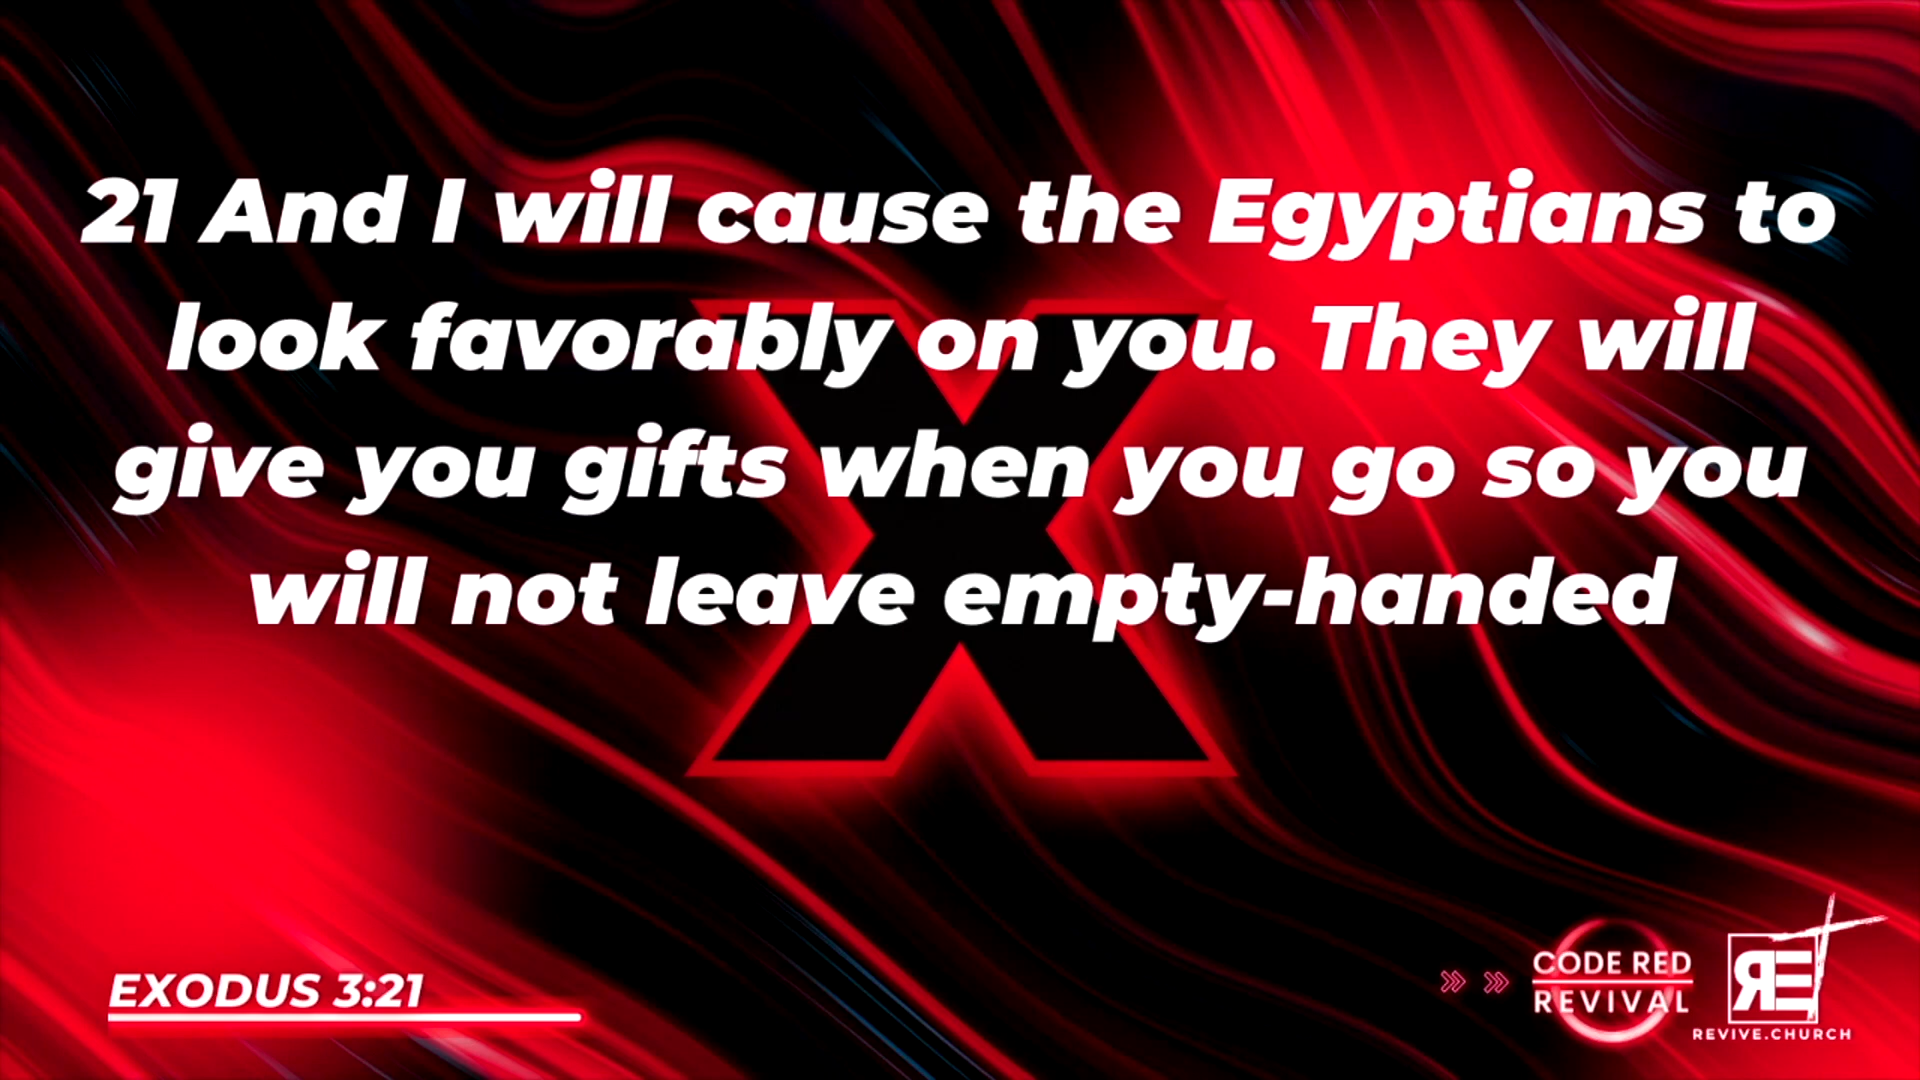 21 And I will cause the Egyptians to
look favorably on you. They will
give you gifts when you go so you
will not leave empty-handed
X
EXODUS 3:21
CODE RED
REVIVAL
RE
REVIVE.CHURCH